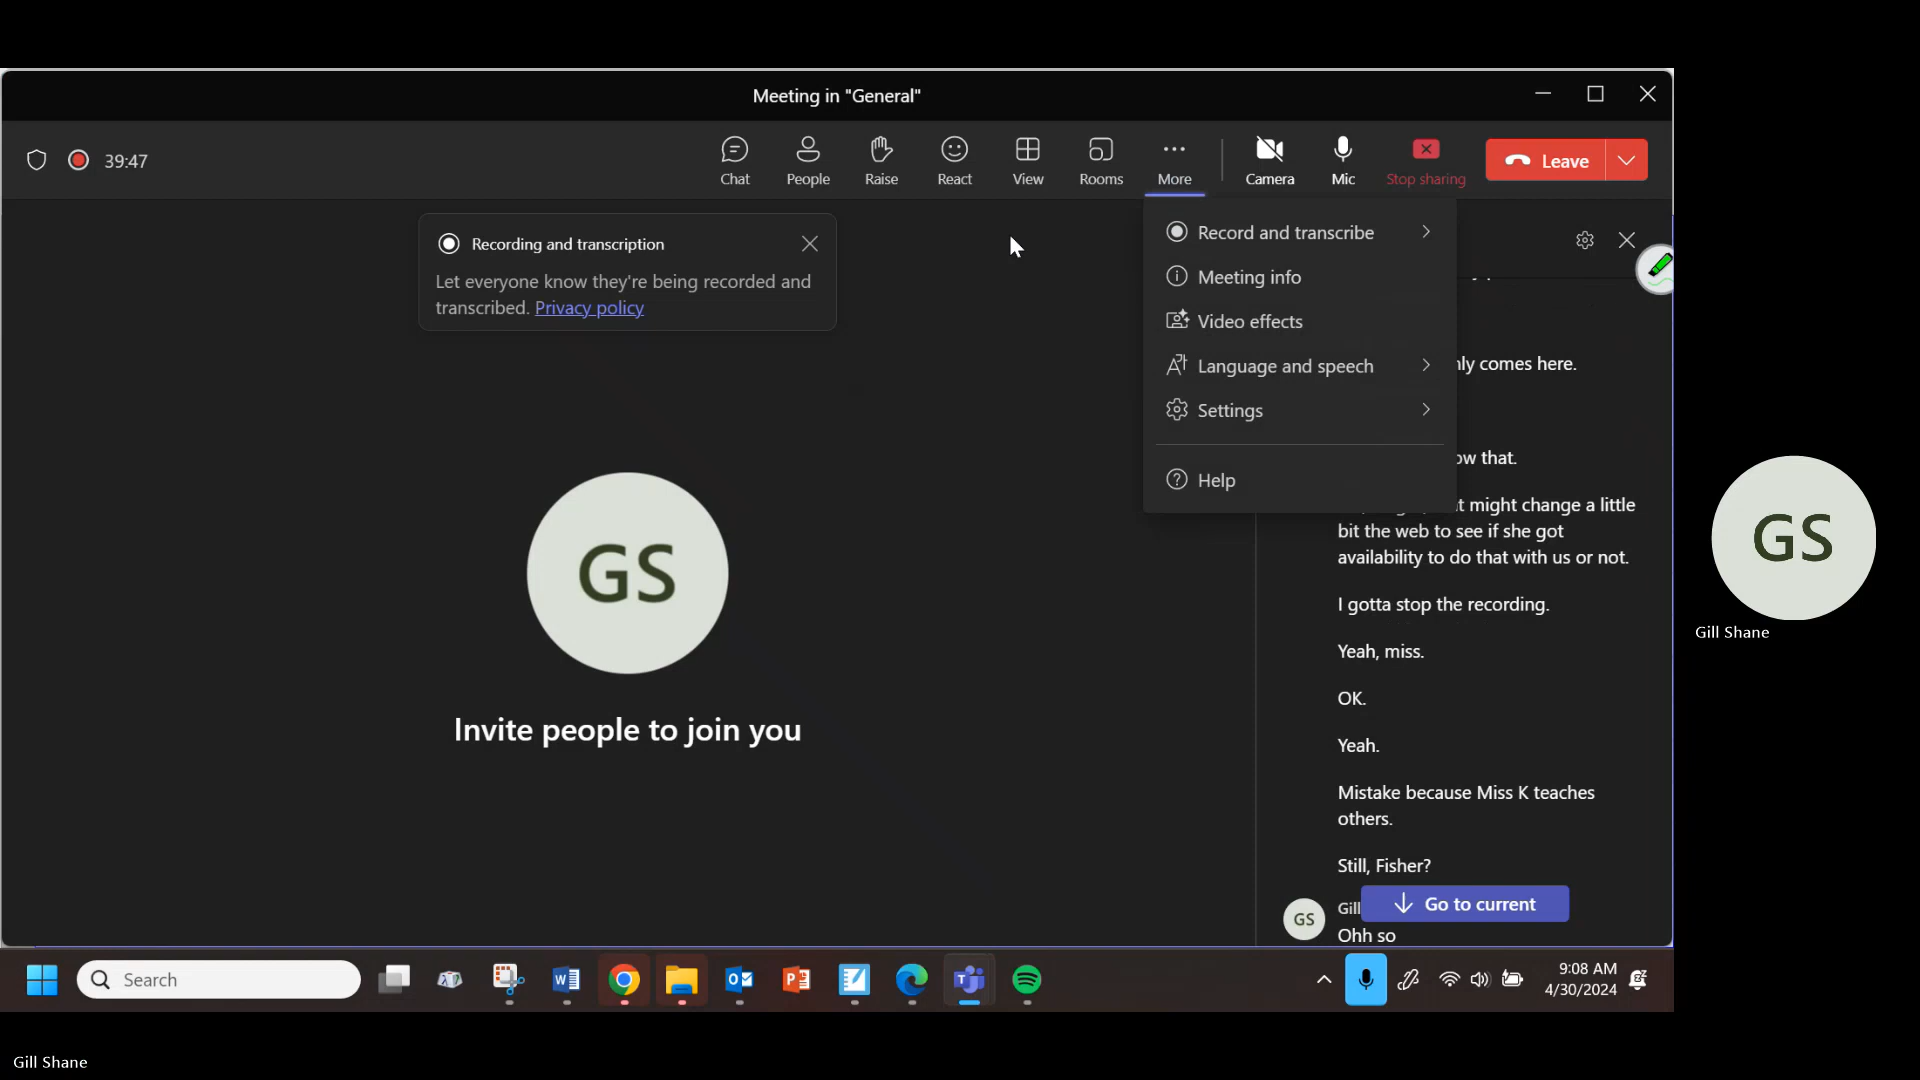 Meeting in "General"
39:47
Chat
People
Raise
React
View
Rooms
More
Camera
Mic
Stop sharing
Leave
Recording and transcription
Let everyone know they're being recorded and
transcribed. Privacy policy
Record and transcribe
Meeting info
Video effects
Language and speech
Settings
Help
GS
Invite people to join you
comes here.
that.
might change a little
bit the web to see if she got
availability to do that with us or not.
I gotta stop the recording.
Yeah, miss.
OK.
Yeah.
Mistake because Miss K teaches
others.
Still, Fisher?
GS
Gill
Go to current
Ohh so
GS
Gill Shane
Search
9:08 AM
4/30/2024
Gill Shane